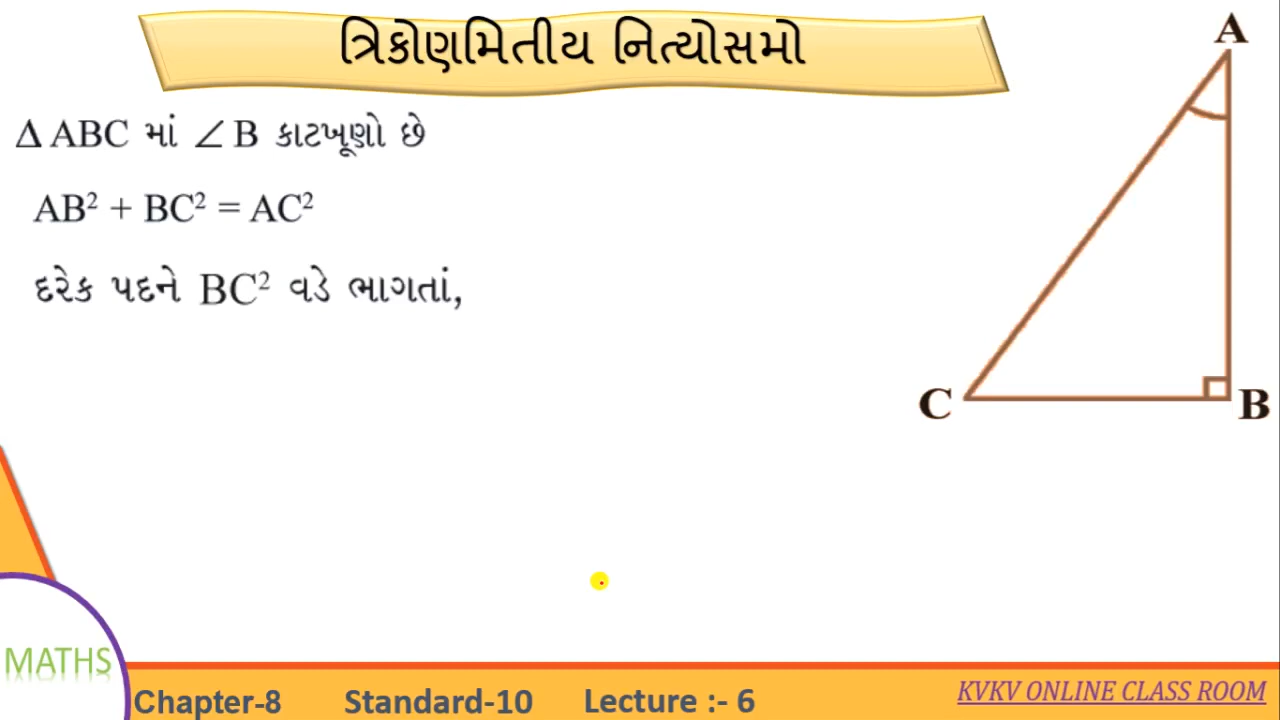 ત્રિકોણમિતીય નિત્યોસમો
A
Δ ABC માં ∠ B કાટખૂણો છે
AB² + BC² = AC²
દરેક પદને BC² વડે ભાગતાં,
C
B
MATHS
Chapter-8 Standard-10 Lecture :- 6
KVKV ONLINE CLASS ROOM